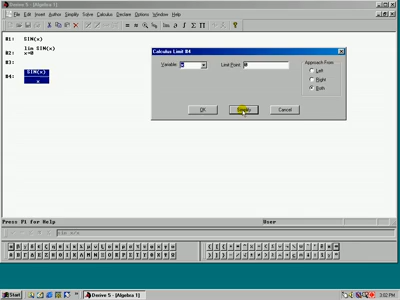 Derive 5 - [Algebra 1]
File Edit Insert Author Simplify Solve Calculus Declare Options Window Help
#1: SIN(x)
lim SIN(x)
#2: x→0
#3:
SIN(x)
#4:
x
Calculus Limit #4
Variable: x
Limit Point: 0
Approach From
Left
Right
Both
OK Simplify Cancel
Press F1 for Help
User
sin x/x
Start
Derive 5 - [Algebra 1]
3:02 PM